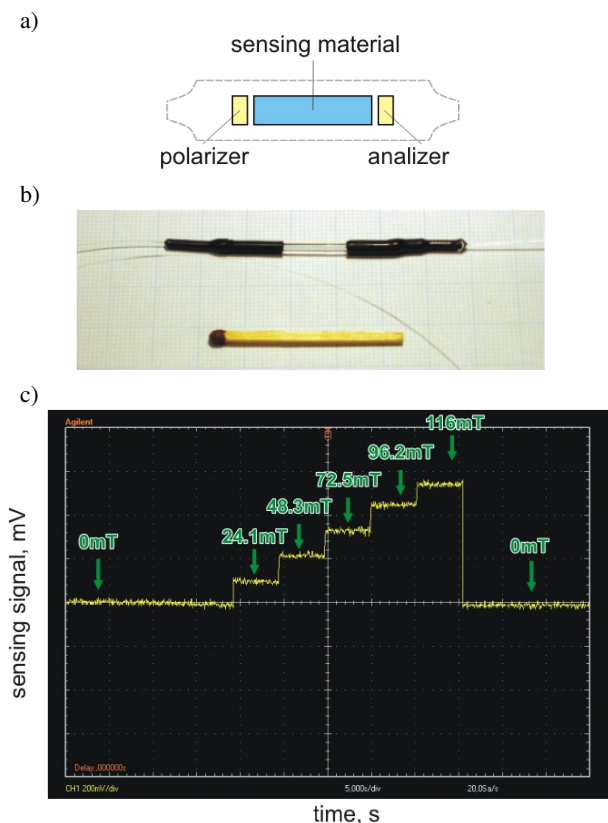 a)
sensing material
polarizer
analizer
b)
c)
Agilent
116mT
96.2mT
72.5mT
48.3mT
24.1mT
0mT
0mT
sensing signal, mV
Delay:.000000s
CH1 200mV/div
5.000s/div
20.0Sa/s
time, s